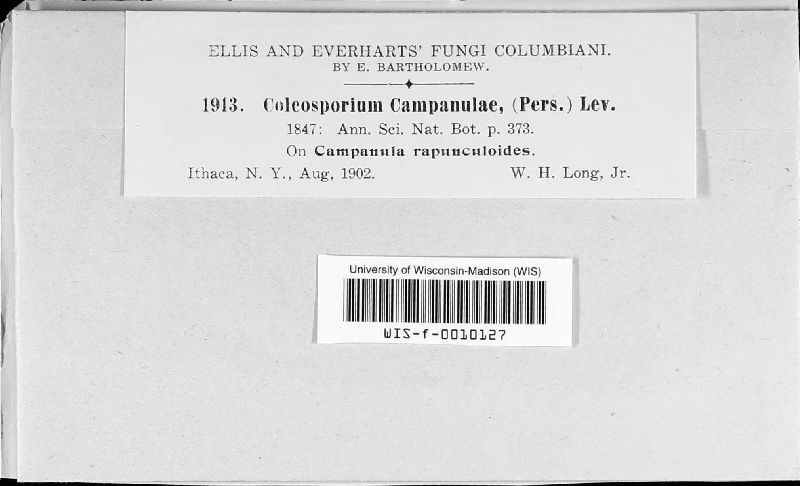 ELLIS AND EVERHARTS' FUNGI COLUMBIANI.
BY E. BARTHOLOMEW.
1913. Coleosporium Campanulae, (Pers.) Lev.
1847: Ann. Sci. Nat. Bot. p. 373.
On Campanula rapunculoides.
Ithaca, N. Y., Aug, 1902. W. H. Long, Jr.
University of Wisconsin-Madison (WIS)
WIS-f-0010127